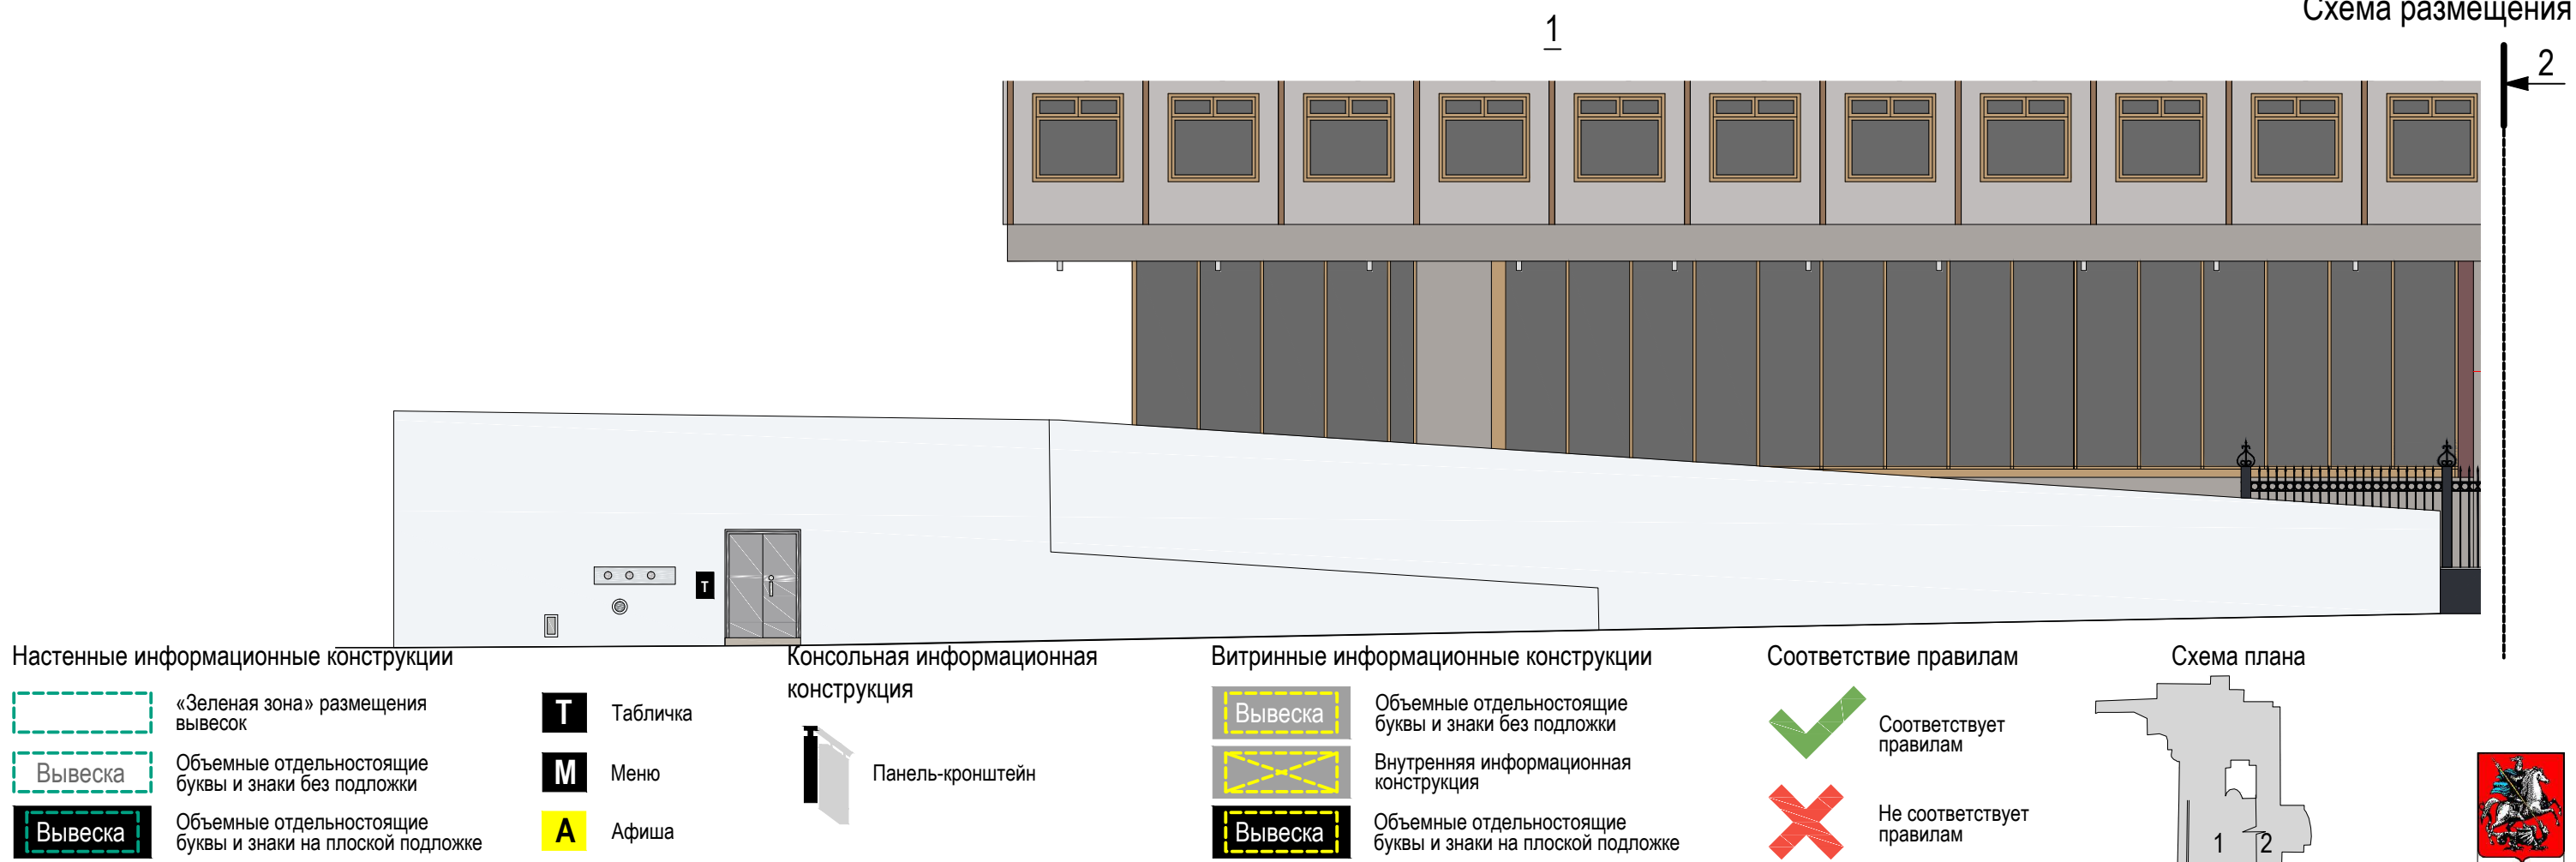 Схема размещения
1
2
T
Настенные информационные конструкции
«Зеленая зона» размещения
вывесок
Вывеска
Объемные отдельностоящие
буквы и знаки без подложки
Вывеска
Объемные отдельностоящие
буквы и знаки на плоской подложке
T
Табличка
М
Меню
А
Афиша
Консольная информационная
конструкция
Панель-кронштейн
Витринные информационные конструкции
Вывеска
Объемные отдельностоящие
буквы и знаки без подложки
Внутренняя информационная
конструкция
Вывеска
Объемные отдельностоящие
буквы и знаки на плоской подложке
Соответствие правилам
Соответствует
правилам
Не соответствует
правилам
Схема плана
1
2